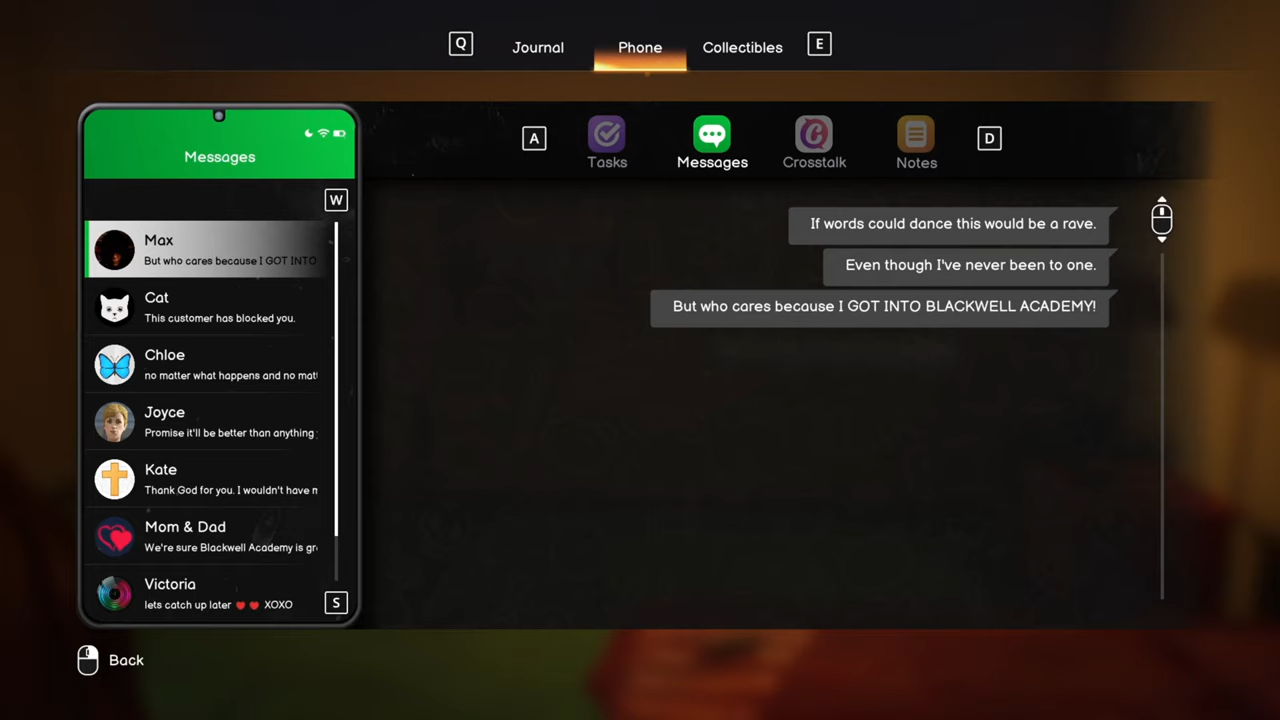 Q Journal Phone Collectibles E
Messages
A Tasks Messages Crosstalk Notes D
W
Max
But who cares because I GOT INTO
Cat
This customer has blocked you.
Chloe
no matter what happens and no mat
Joyce
Promise it'll be better than anything
Kate
Thank God for you. I wouldn't have m
Mom & Dad
We're sure Blackwell Academy is gr
Victoria
lets catch up later ♥ ♥ XOXO
S
If words could dance this would be a rave.
Even though I've never been to one.
But who cares because I GOT INTO BLACKWELL ACADEMY!
Back